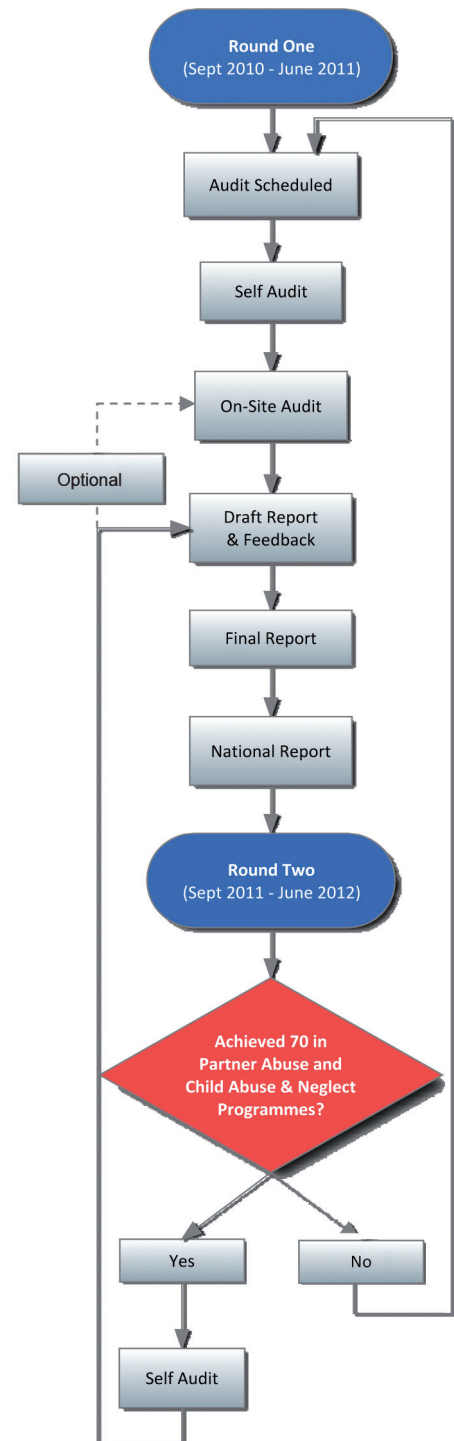 Round One
(Sept 2010 - June 2011)
Audit Scheduled
Self Audit
On-Site Audit
Optional
Draft Report
& Feedback
Final Report
National Report
Round Two
(Sept 2011 - June 2012)
Achieved 70 in
Partner Abuse and
Child Abuse & Neglect
Programmes?
Yes
No
Self Audit